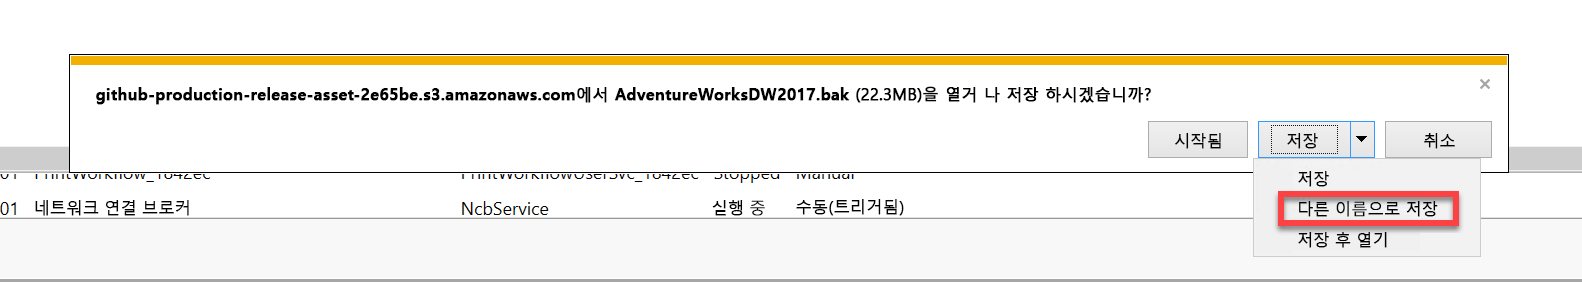 github-production-release-asset-2e65be.s3.amazonaws.com에서 AdventureWorksDW2017.bak (22.3MB)을 열거 나 저장 하시겠습니까?
×
시작됨 저장 취소
01 PrintWorkflow_1842ec PrintWorkflowUserSvc_1842ec Stopped Manual
저장
01 네트워크 연결 브로커 NcbService 실행 중 수동(트리거됨)
다른 이름으로 저장
저장 후 열기